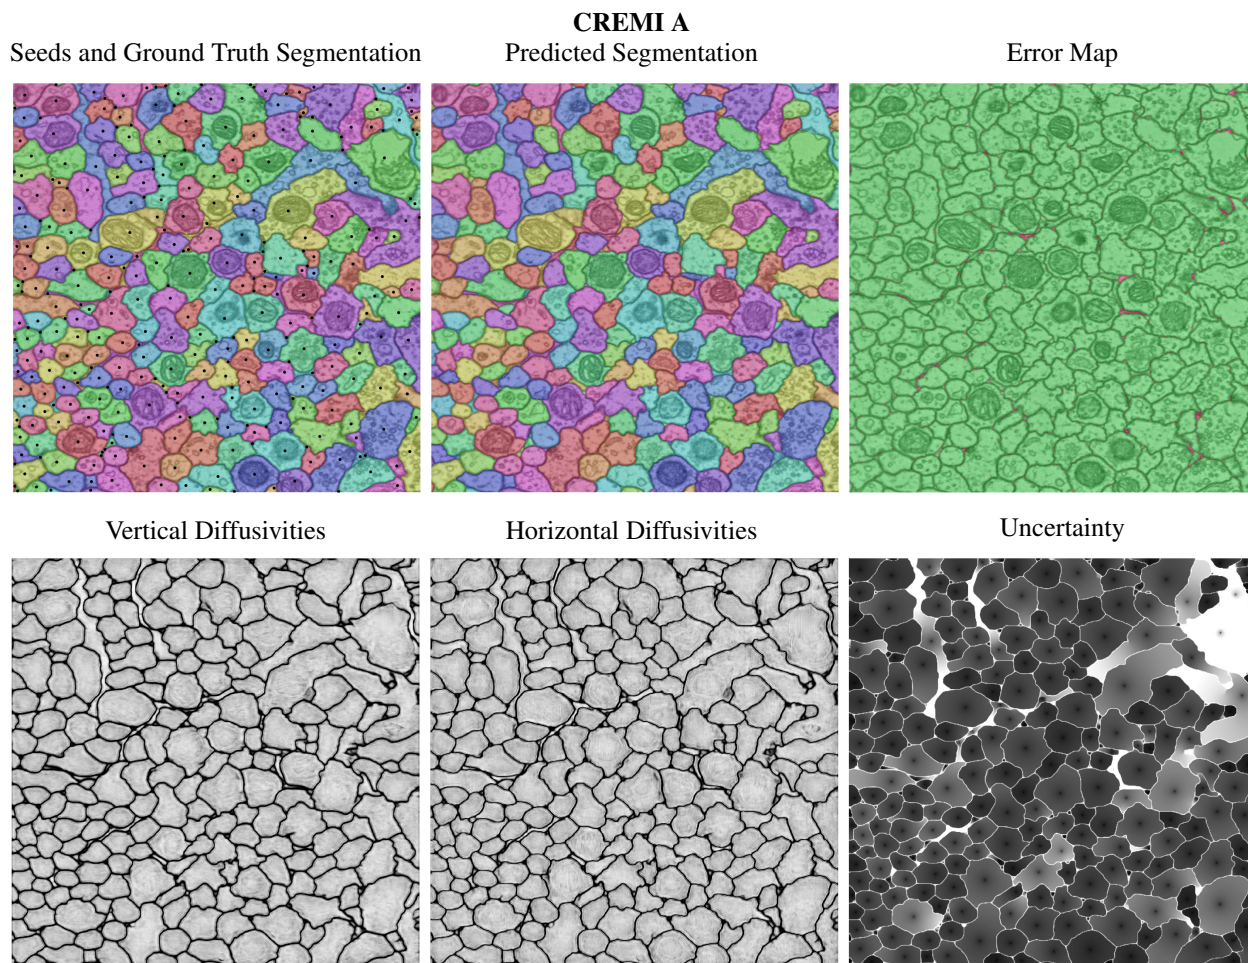 CREMI A
Seeds and Ground Truth Segmentation
Predicted Segmentation
Error Map
Vertical Diffusivities
Horizontal Diffusivities
Uncertainty